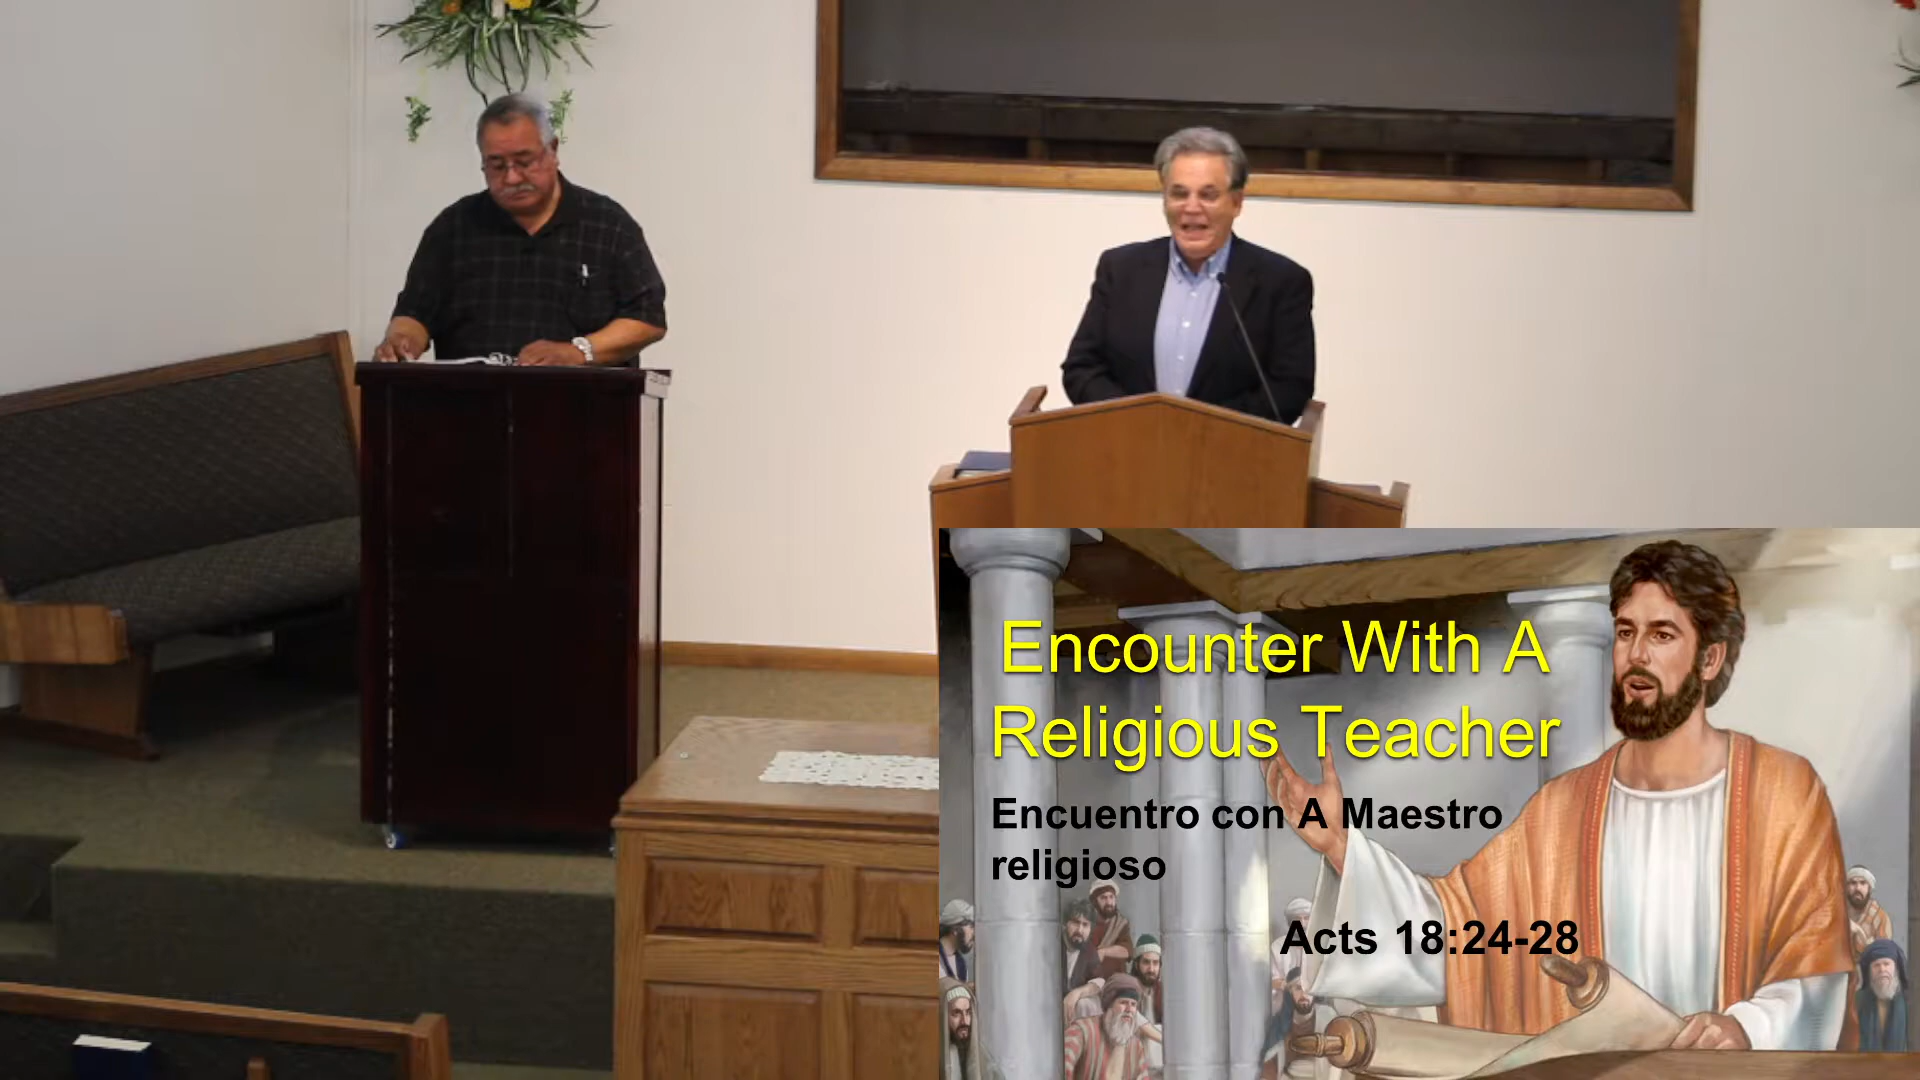 Encounter With A
Religious Teacher
Encuentro con A Maestro
religioso
Acts 18:24-28